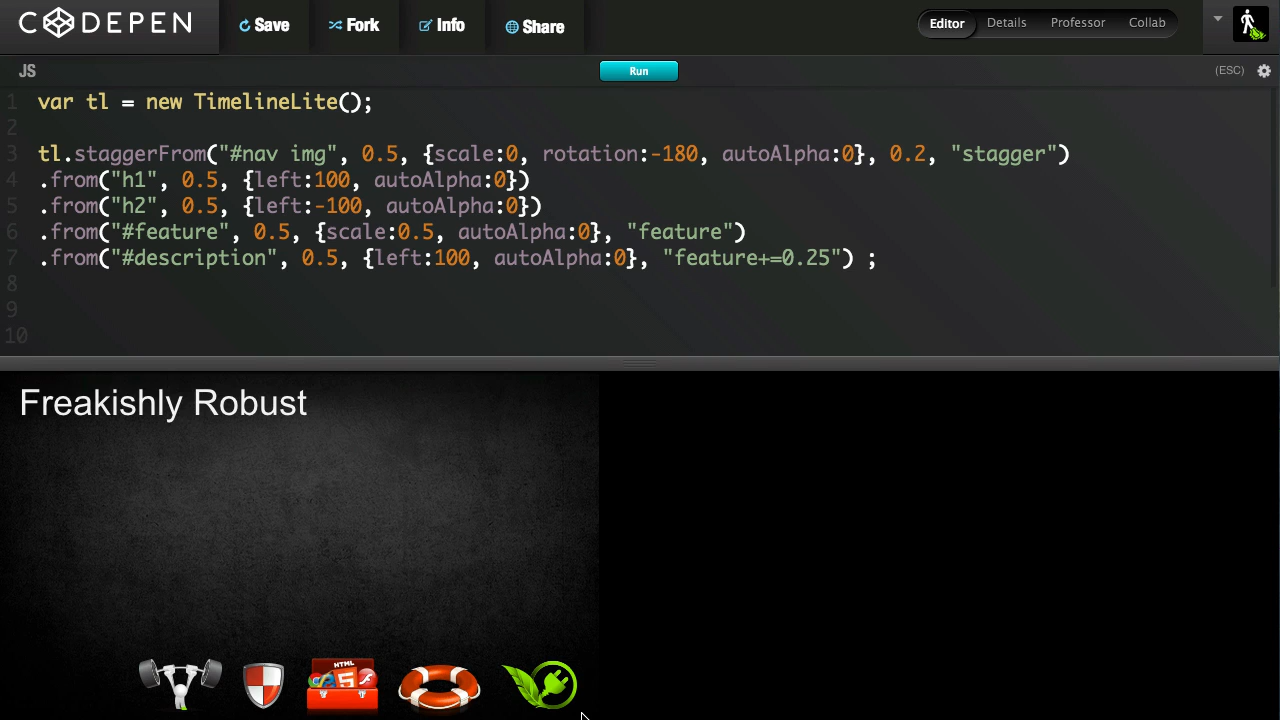 CODEPEN Save Fork Info Share Editor Details Professor Collab
JS Run (ESC)
1 var tl = new TimelineLite();
2
3 tl.staggerFrom("#nav img", 0.5, {scale:0, rotation:-180, autoAlpha:0}, 0.2, "stagger")
4 .from("h1", 0.5, {left:100, autoAlpha:0})
5 .from("h2", 0.5, {left:-100, autoAlpha:0})
6 .from("#feature", 0.5, {scale:0.5, autoAlpha:0}, "feature")
7 .from("#description", 0.5, {left:100, autoAlpha:0}, "feature+=0.25") ;
8
9
10
Freakishly Robust
HTML
5